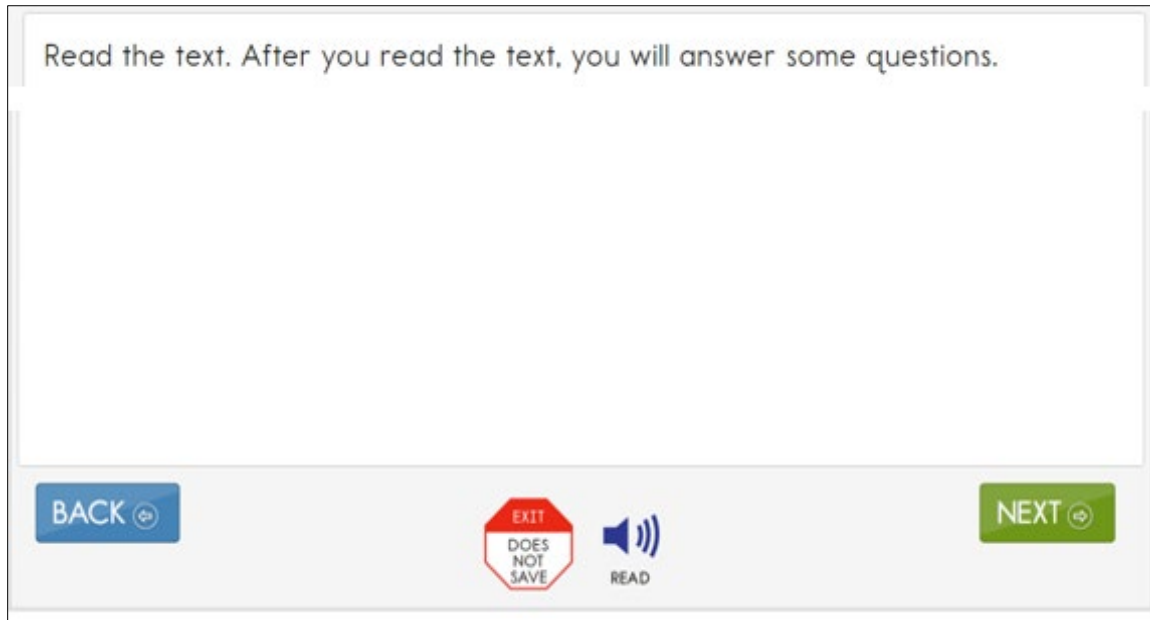 Read the text. After you read the text, you will answer some questions.
BACK
EXIT
DOES
NOT
SAVE
READ
NEXT